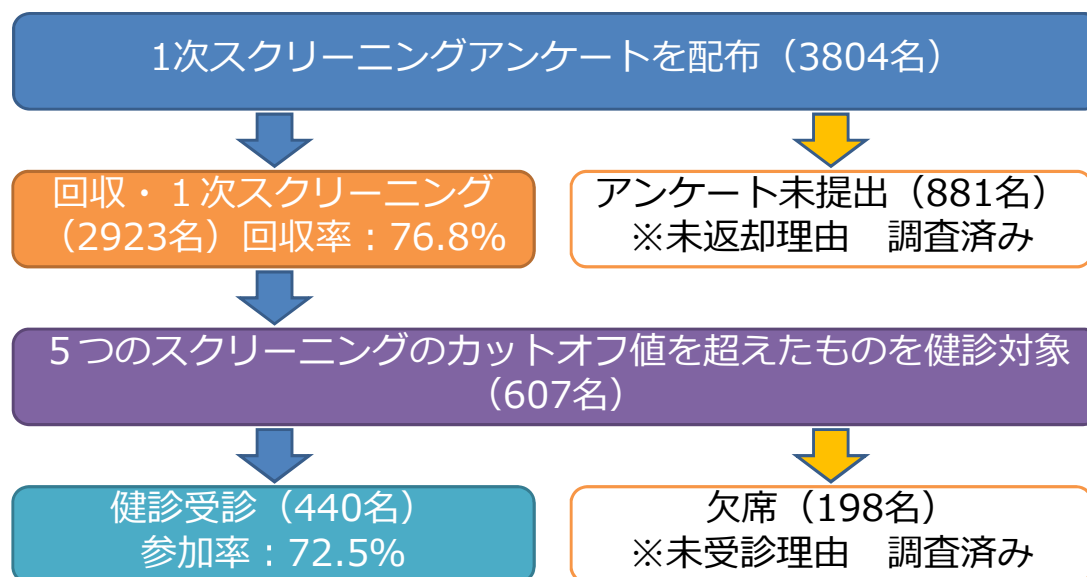 1次スクリーニングアンケートを配布（3804名）
回収・１次スクリーニング
（2923名）回収率：76.8%
アンケート未提出（881名）
※未返却理由　調査済み
５つのスクリーニングのカットオフ値を超えたものを健診対象
（607名）
健診受診（440名）
参加率：72.5%
欠席（198名）
※未受診理由　調査済み